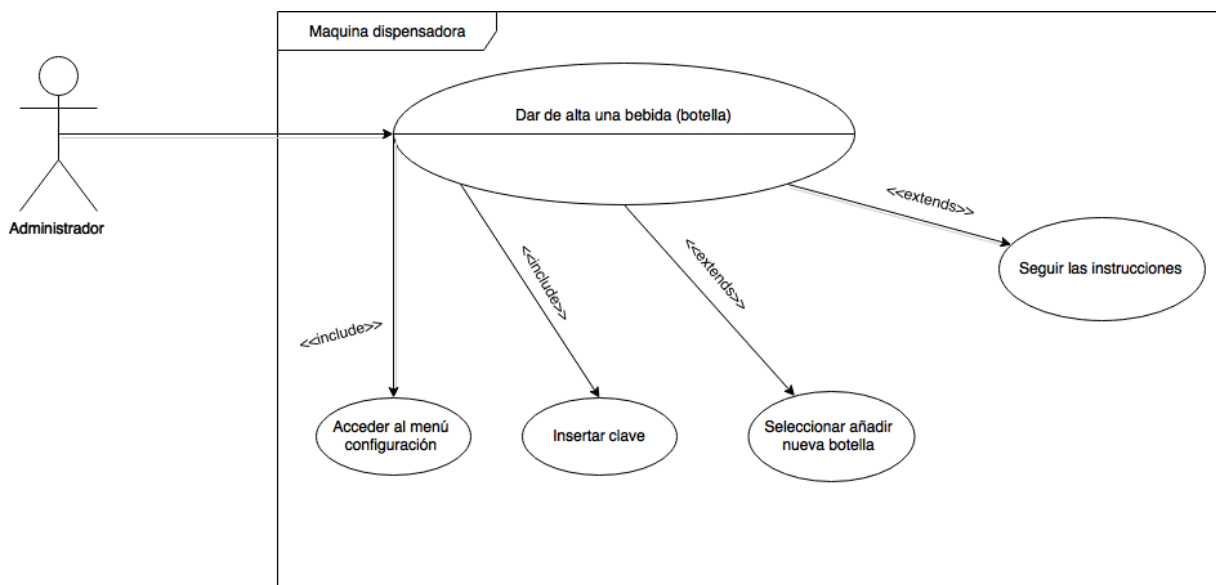 Maquina dispensadora
Dar de alta una bebida (botella)
Administrador
<<extends>>
Seguir las instrucciones
<<include>>
<<extends>>
<<include>>
Acceder al menú
configuración
Insertar clave
Seleccionar añadir
nueva botella